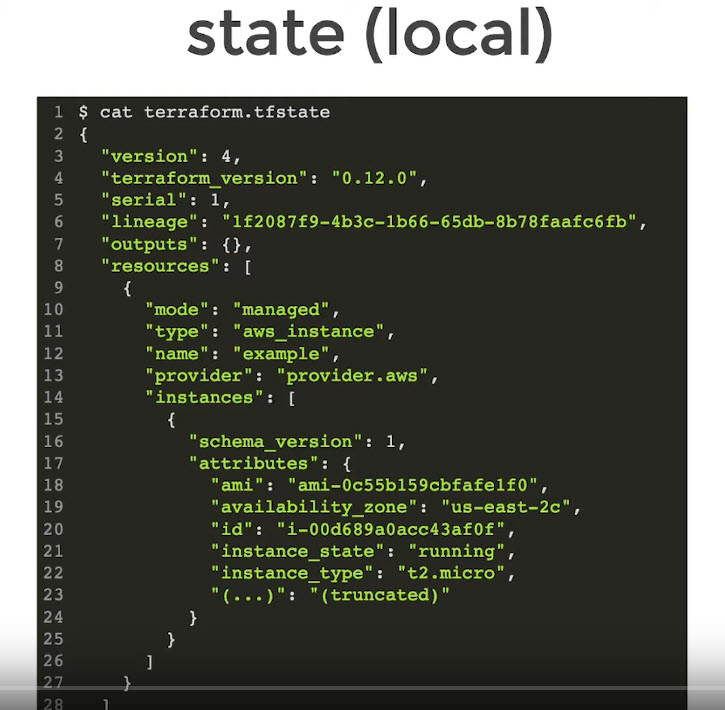 state (local)
1 $ cat terraform.tfstate
2 {
3 "version": 4,
4 "terraform_version": "0.12.0",
5 "serial": 1,
6 "lineage": "1f2087f9-4b3c-1b66-65db-8b78faafc6fb",
7 "outputs": {},
8 "resources": [
9 {
10 "mode": "managed",
11 "type": "aws_instance",
12 "name": "example",
13 "provider": "provider.aws",
14 "instances": [
15 {
16 "schema_version": 1,
17 "attributes": {
18 "ami": "ami-0c55b159cbfafe1f0",
19 "availability_zone": "us-east-2c",
20 "id": "i-00d689a0acc43af0f",
21 "instance_state": "running",
22 "instance_type": "t2.micro",
23 "(...)": "(truncated)"
24 }
25 }
26 ]
27 }
28 ]